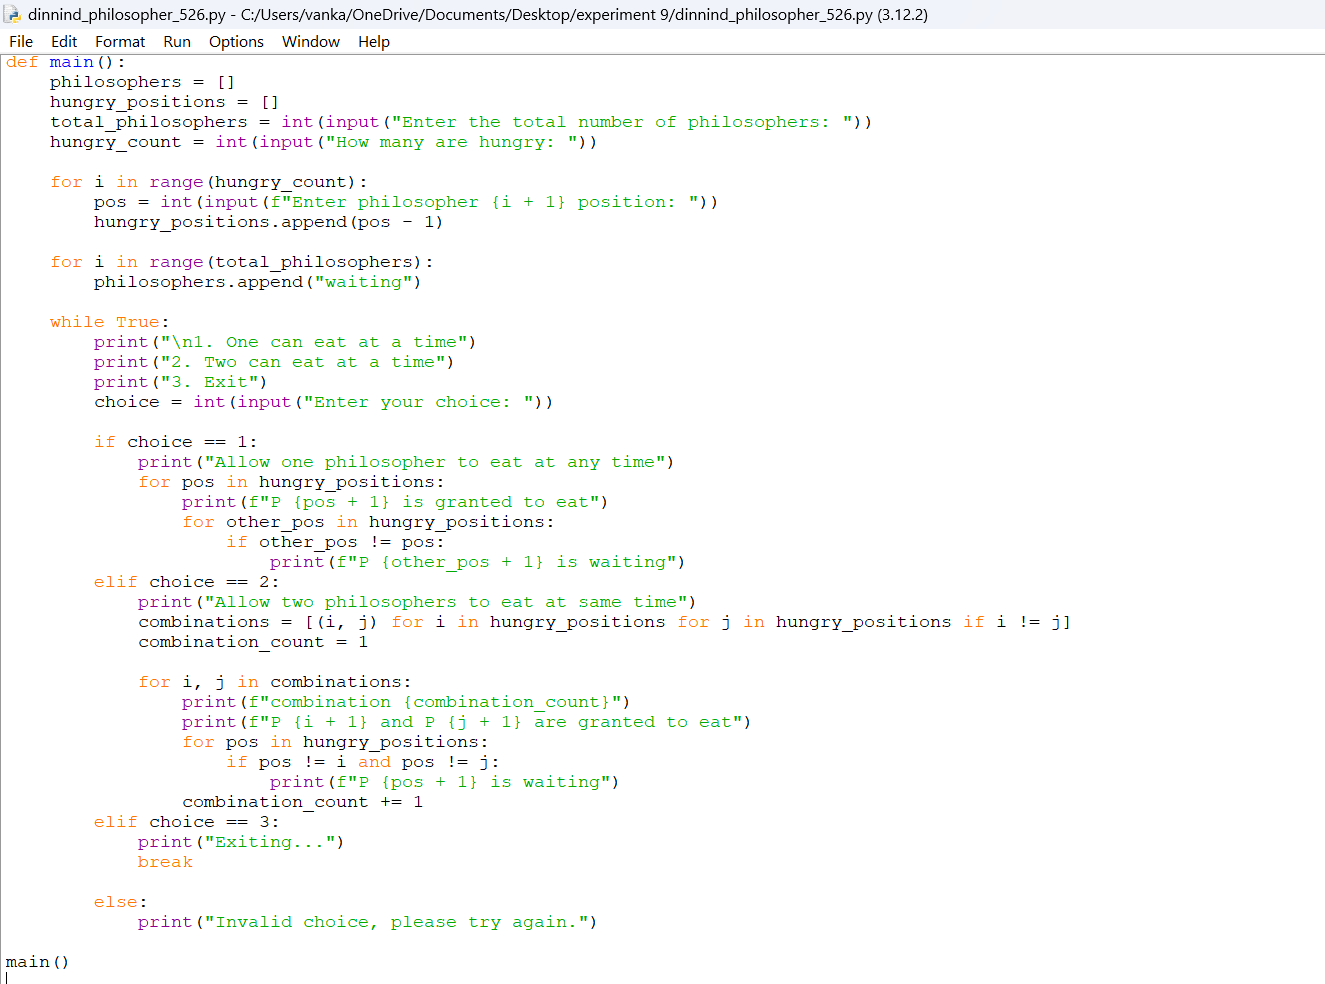 dinnind_philosopher_526.py - C:/Users/vanka/OneDrive/Documents/Desktop/experiment 9/dinnind_philosopher_526.py (3.12.2)
File Edit Format Run Options Window Help
def main():
    philosophers = []
    hungry_positions = []
    total_philosophers = int(input("Enter the total number of philosophers: "))
    hungry_count = int(input("How many are hungry: "))

    for i in range(hungry_count):
        pos = int(input(f"Enter philosopher {i + 1} position: "))
        hungry_positions.append(pos - 1)

    for i in range(total_philosophers):
        philosophers.append("waiting")

    while True:
        print("\n1. One can eat at a time")
        print("2. Two can eat at a time")
        print("3. Exit")
        choice = int(input("Enter your choice: "))

        if choice == 1:
            print("Allow one philosopher to eat at any time")
            for pos in hungry_positions:
                print(f"P {pos + 1} is granted to eat")
                for other_pos in hungry_positions:
                    if other_pos != pos:
                        print(f"P {other_pos + 1} is waiting")
        elif choice == 2:
            print("Allow two philosophers to eat at same time")
            combinations = [(i, j) for i in hungry_positions for j in hungry_positions if i != j]
            combination_count = 1

            for i, j in combinations:
                print(f"combination {combination_count}")
                print(f"P {i + 1} and P {j + 1} are granted to eat")
                for pos in hungry_positions:
                    if pos != i and pos != j:
                        print(f"P {pos + 1} is waiting")
                combination_count += 1
        elif choice == 3:
            print("Exiting...")
            break

        else:
            print("Invalid choice, please try again.")

main()